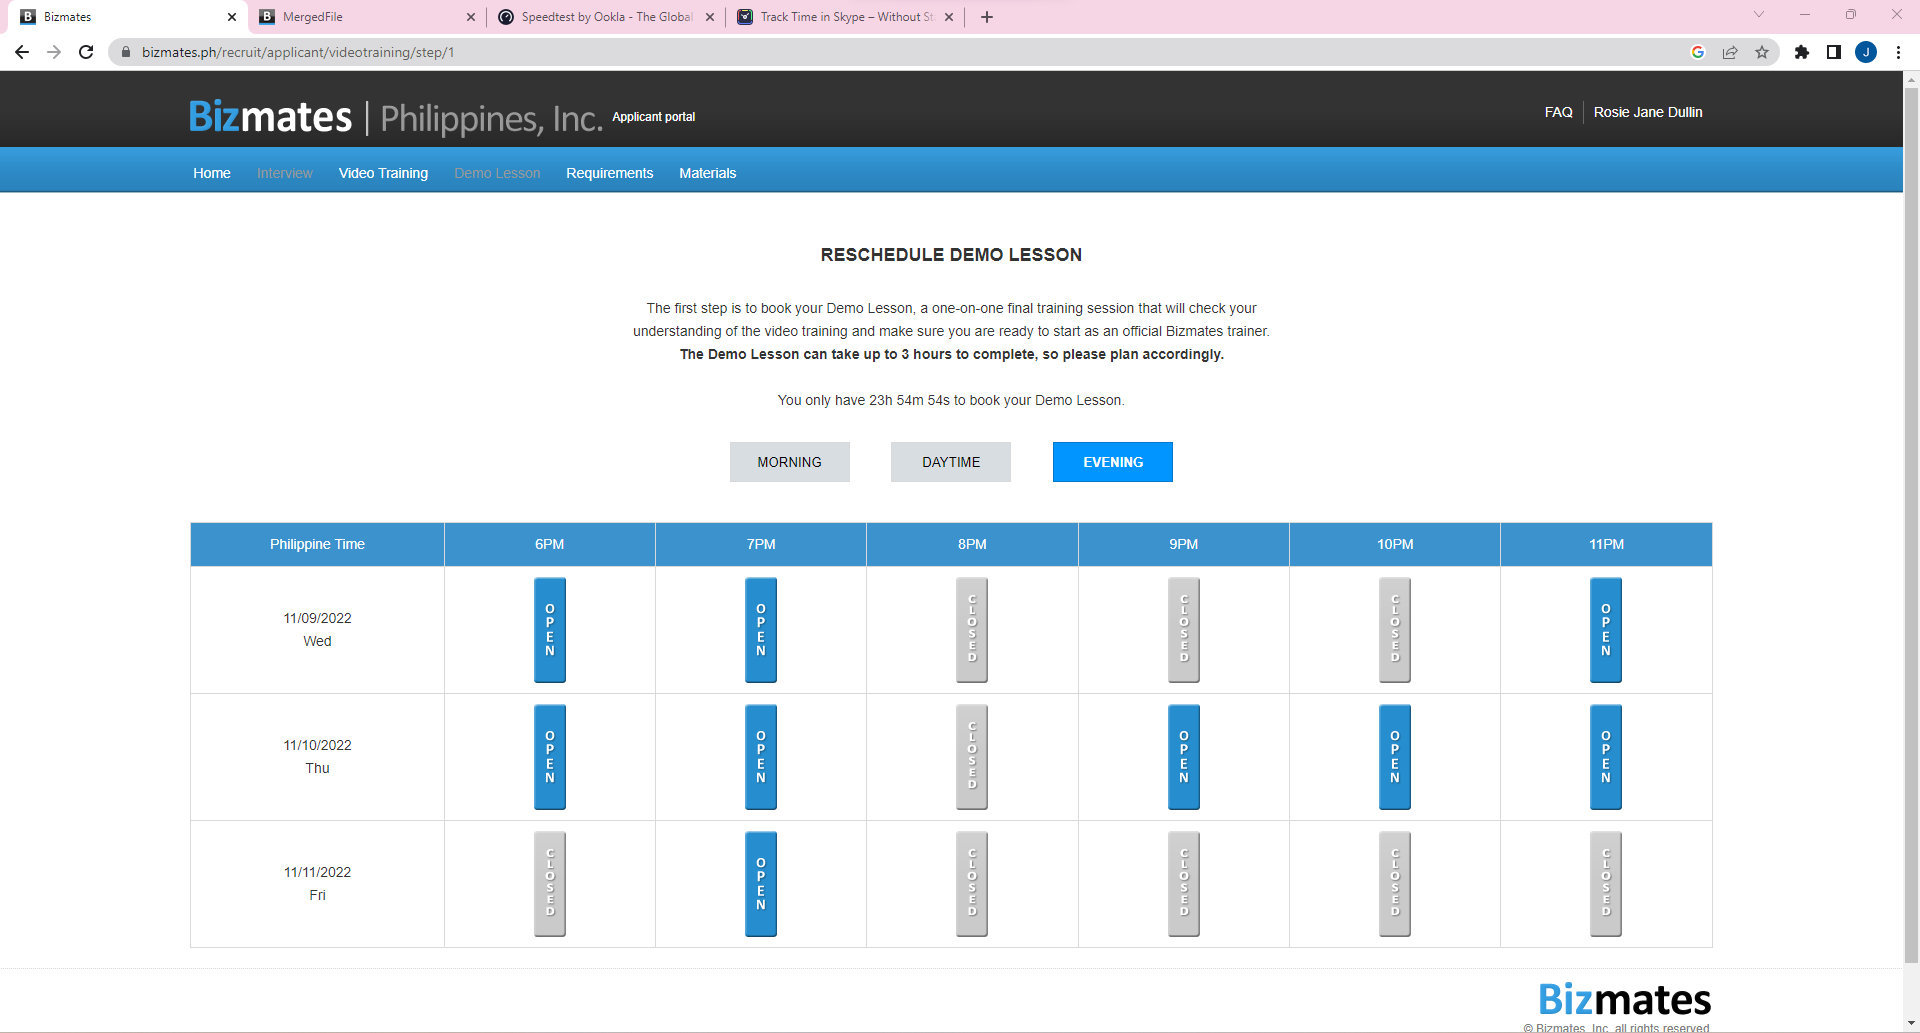 Bizmates
MergedFile
Speedtest by Ookla - The Global
Track Time in Skype – Without St
bizmates.ph/recruit/applicant/videotraining/step/1
J
Bizmates | Philippines, Inc. Applicant portal
FAQ
Rosie Jane Dullin
Home Interview Video Training Demo Lesson Requirements Materials
RESCHEDULE DEMO LESSON
The first step is to book your Demo Lesson, a one-on-one final training session that will check your
understanding of the video training and make sure you are ready to start as an official Bizmates trainer.
The Demo Lesson can take up to 3 hours to complete, so please plan accordingly.
You only have 23h 54m 54s to book your Demo Lesson.
MORNING DAYTIME EVENING
Philippine Time 6PM 7PM 8PM 9PM 10PM 11PM
11/09/2022
Wed
OPEN OPEN CLOSED CLOSED CLOSED OPEN
11/10/2022
Thu
OPEN OPEN CLOSED OPEN OPEN OPEN
11/11/2022
Fri
CLOSED OPEN CLOSED CLOSED CLOSED CLOSED
Bizmates
© Bizmates, Inc. all rights reserved